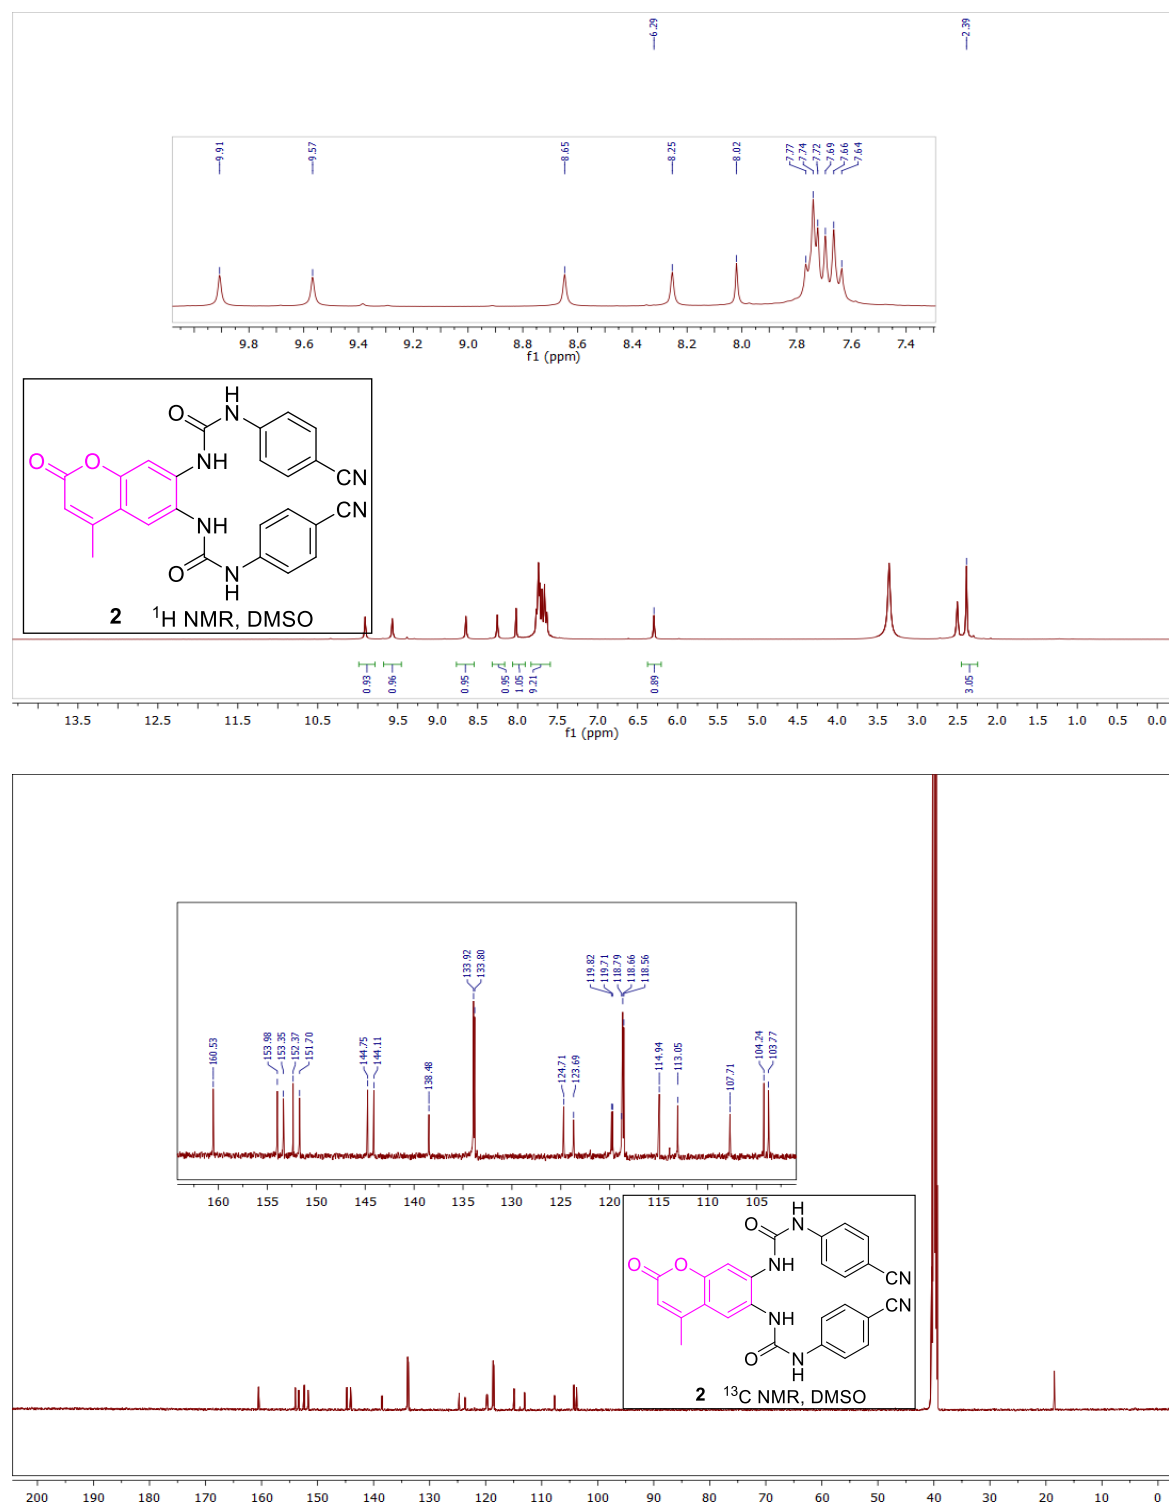 6.29
2.39
9.91
9.57
8.65
8.25
8.02
7.77
7.74
7.72
7.69
7.66
7.64
9.8 9.6 9.4 9.2 9.0 8.8 8.6 8.4 8.2 8.0 7.8 7.6 7.4
f1 (ppm)
H
O N
NH
O O
CN
CN
NH
O N
H
2 ¹H NMR, DMSO
0.93
0.96
0.95
0.95
1.05
9.21
0.89
3.05
13.5 12.5 11.5 10.5 9.5 9.0 8.5 8.0 7.5 7.0 6.5 6.0 5.5 5.0 4.5 4.0 3.5 3.0 2.5 2.0 1.5 1.0 0.5 0.0
f1 (ppm)
160.53
153.98
153.35
152.37
151.70
144.75
144.11
138.48
133.92
133.80
124.71
123.69
119.82
119.71
118.79
118.66
118.56
114.94
113.05
107.71
104.24
103.77
160 155 150 145 140 135 130 125 120 115 110 105
H
O N
NH
O O
CN
CN
NH
O N
H
2 ¹³C NMR, DMSO
200 190 180 170 160 150 140 130 120 110 100 90 80 70 60 50 40 30 20 10 0